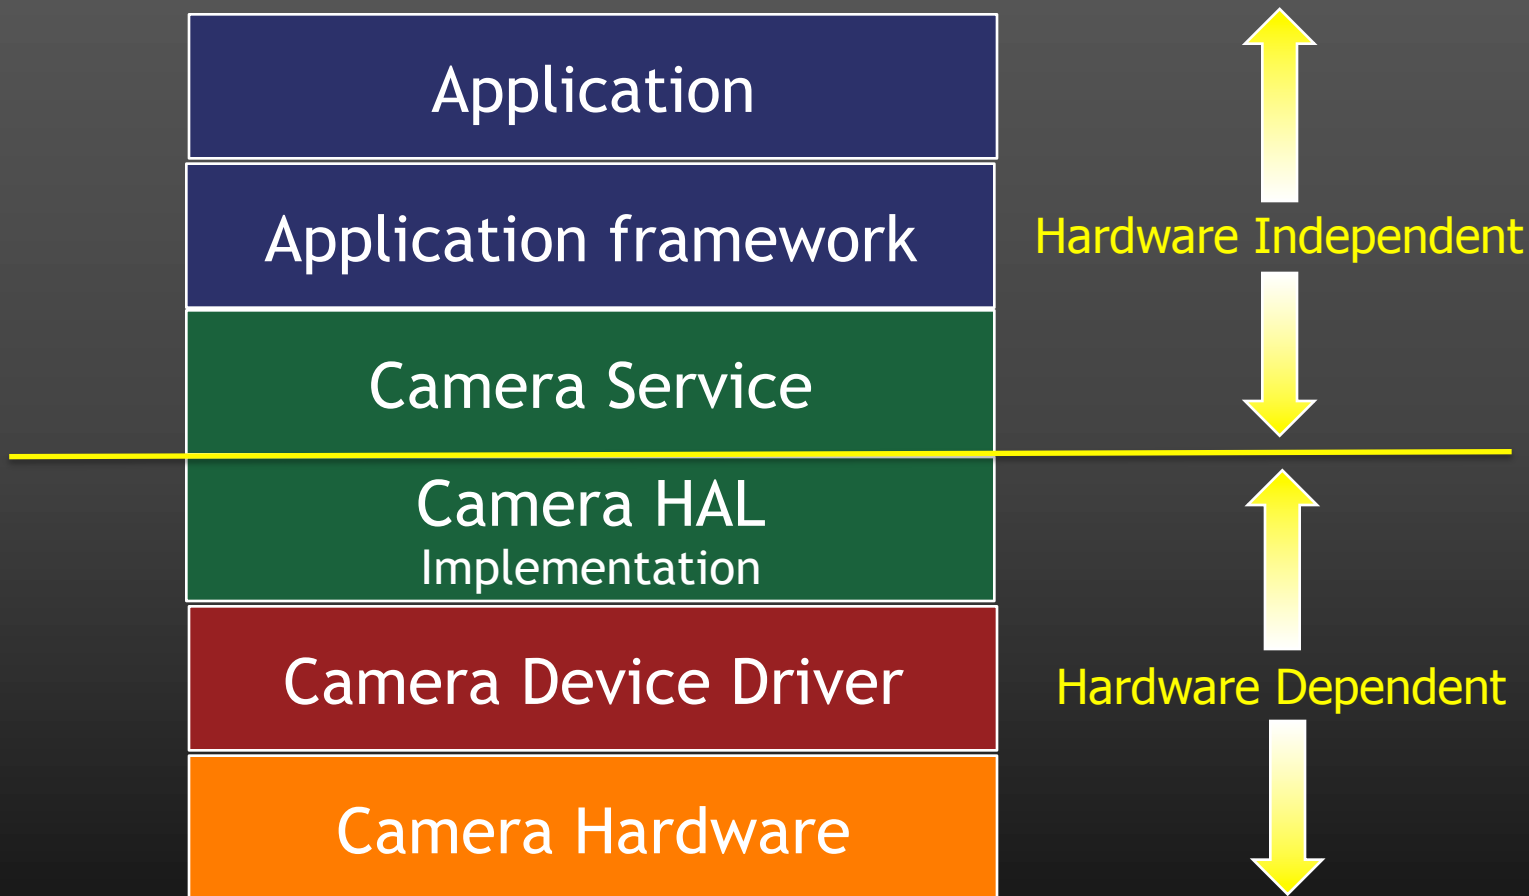 Application
Application framework
Hardware Independent
Camera Service
Camera HAL
Implementation
Camera Device Driver
Hardware Dependent
Camera Hardware